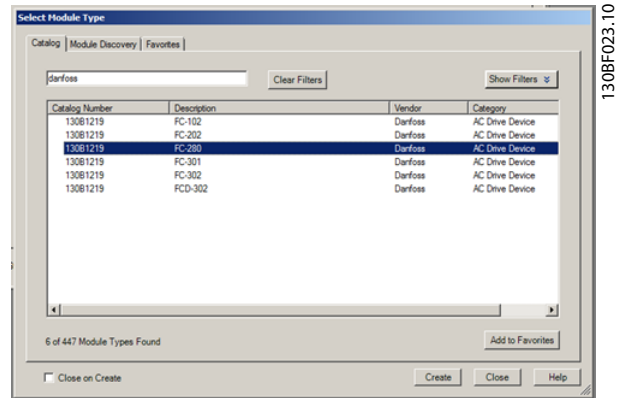 Select Module Type
Catalog Module Discovery Favorites
danfoss Clear Filters Show Filters
Catalog Number Description Vendor Category
130B1219 FC-102 Danfoss AC Drive Device
130B1219 FC-202 Danfoss AC Drive Device
130B1219 FC-280 Danfoss AC Drive Device
130B1219 FC-301 Danfoss AC Drive Device
130B1219 FC-302 Danfoss AC Drive Device
130B1219 FCD-302 Danfoss AC Drive Device
6 of 447 Module Types Found Add to Favorites
Close on Create Create Close Help
130BF023.10